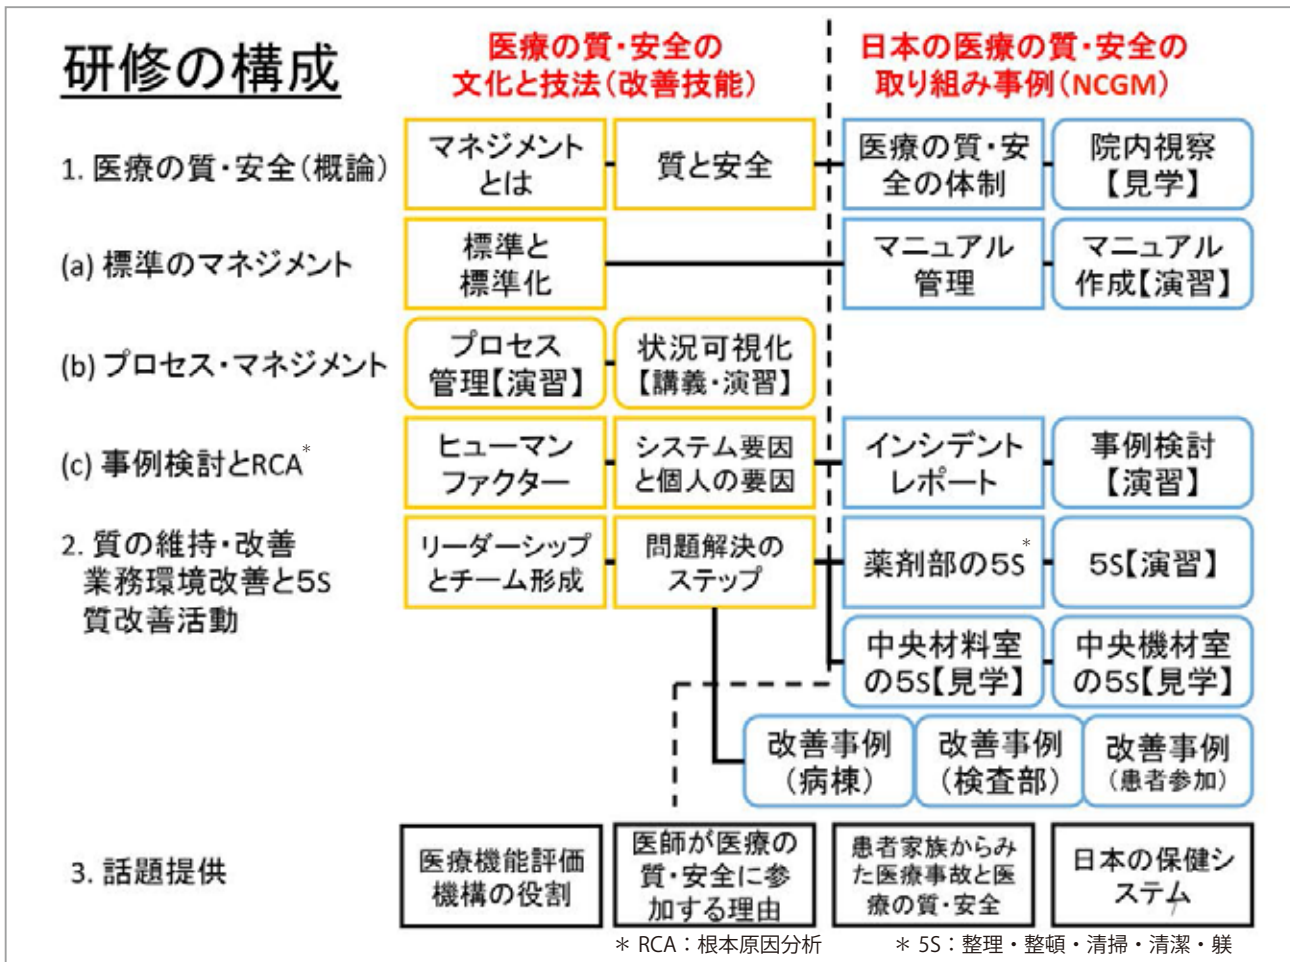 研修の構成
医療の質・安全の
文化と技法(改善技能)
日本の医療の質・安全の
取り組み事例(NCGM)
1. 医療の質・安全(概論)
マネジメント
とは
質と安全
医療の質・安
全の体制
院内視察
【見学】
(a) 標準のマネジメント
標準と
標準化
マニュアル
管理
マニュアル
作成【演習】
(b) プロセス・マネジメント
プロセス
管理【演習】
状況可視化
【講義・演習】
(c) 事例検討とRCA*
ヒューマン
ファクター
システム要因
と個人の要因
インシデント
レポート
事例検討
【演習】
2. 質の維持・改善
業務環境改善と5S
質改善活動
リーダーシップ
とチーム形成
問題解決の
ステップ
薬剤部の5S*
5S【演習】
中央材料室
の5S【見学】
中央機材室
の5S【見学】
改善事例
(病棟)
改善事例
(検査部)
改善事例
(患者参加)
3. 話題提供
医療機能評価
機構の役割
医師が医療の
質・安全に参
加する理由
患者家族からみ
た医療事故と医
療の質・安全
日本の保健シ
ステム
* RCA:根本原因分析
* 5S:整理・整頓・清掃・清潔・躾